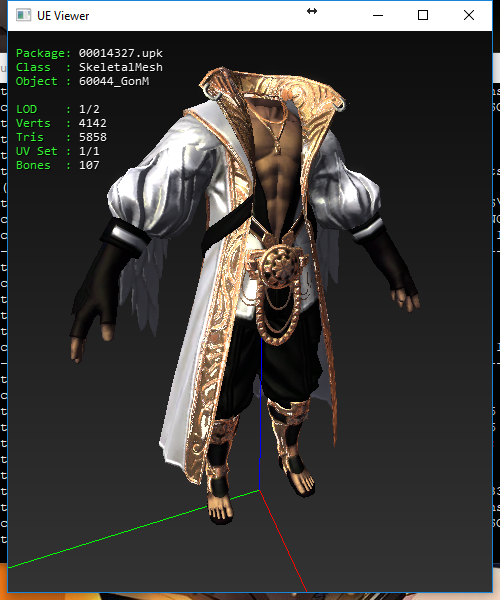 UE Viewer
Package: 00014327.upk
Class : SkeletalMesh
Object : 60044_GonM
LOD : 1/2
Verts : 4142
Tris : 5858
UV Set : 1/1
Bones : 107